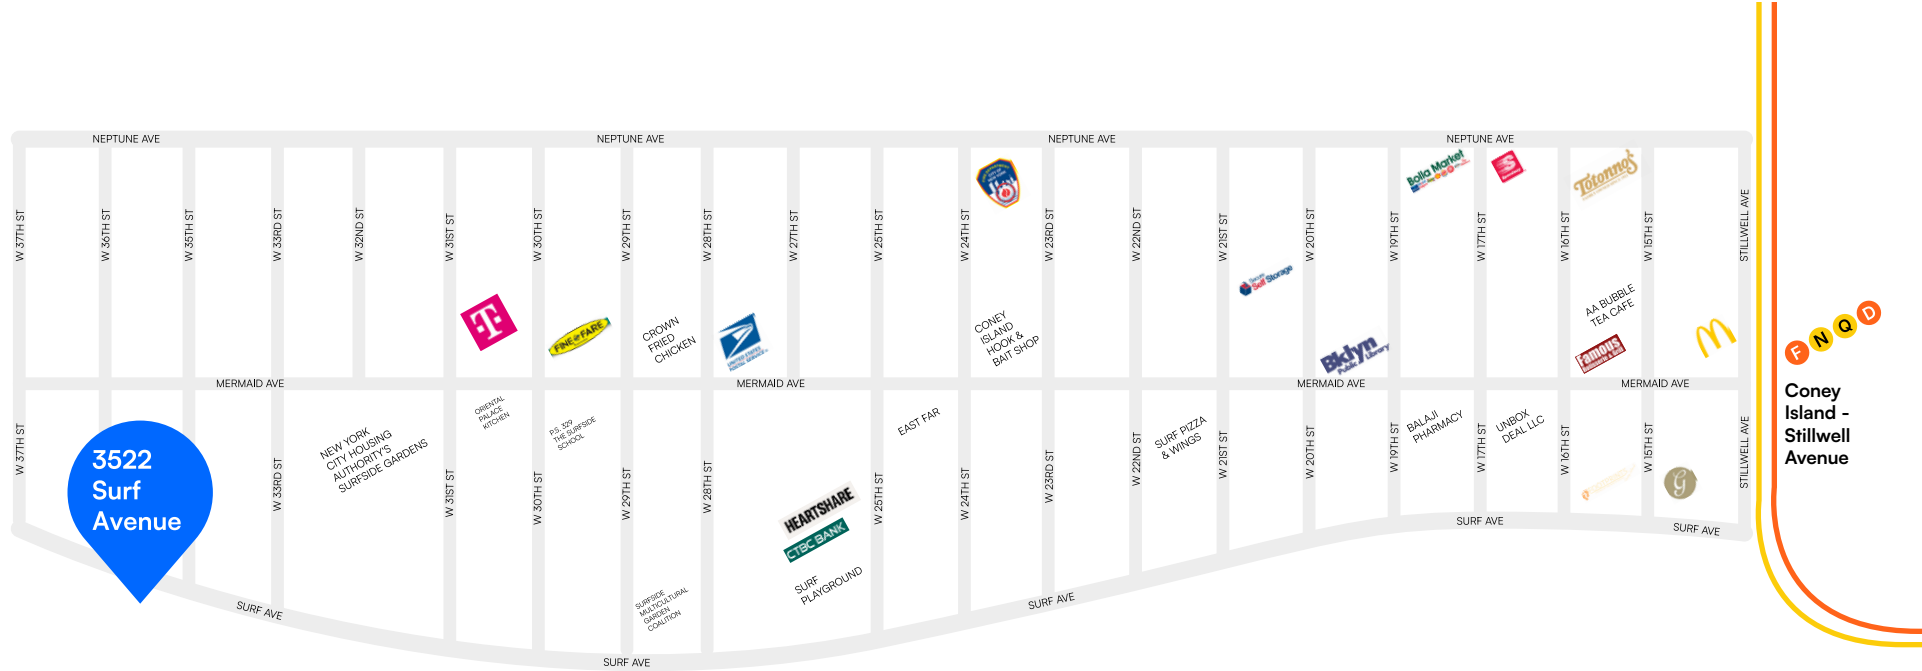 NEPTUNE AVE
NEPTUNE AVE
NEPTUNE AVE
NEPTUNE AVE
Bolla Market
Totonno's
W 37TH ST
W 36TH ST
W 35TH ST
W 33RD ST
W 32ND ST
W 31ST ST
W 30TH ST
W 29TH ST
W 28TH ST
W 27TH ST
W 25TH ST
W 24TH ST
W 23RD ST
W 22ND ST
W 21ST ST
W 20TH ST
W 19TH ST
W 17TH ST
W 16TH ST
W 15TH ST
STILLWELL AVE
T
FINE FARE
CROWN
FRIED
CHICKEN
UNITED STATES
POSTAL SERVICE
CONEY
ISLAND
HOOK &
BAIT SHOP
Self Storage
Bklyn
Public Library
AA BUBBLE
TEA CAFE
Famous
F N Q D
Coney
Island -
Stillwell
Avenue
MERMAID AVE
MERMAID AVE
MERMAID AVE
MERMAID AVE
W 37TH ST
3522
Surf
Avenue
W 33RD ST
NEW YORK
CITY HOUSING
AUTHORITY'S
SURFSIDE GARDENS
W 31ST ST
ORIENTAL
PALACE
KITCHEN
W 30TH ST
P.S. 329
THE SURFSIDE
SCHOOL
W 29TH ST
SURFSIDE
MULTICULTURAL
GARDEN
COALITION
W 28TH ST
HEARTSHARE
CTBC BANK
SURF
PLAYGROUND
W 25TH ST
EAST FAR
W 24TH ST
W 23RD ST
W 22ND ST
SURF PIZZA
& WINGS
W 21ST ST
W 20TH ST
W 19TH ST
BALAJI
PHARMACY
W 17TH ST
UNBOX
DEAL LLC
W 16TH ST
W 15TH ST
G
STILLWELL AVE
SURF AVE
SURF AVE
SURF AVE
SURF AVE
SURF AVE